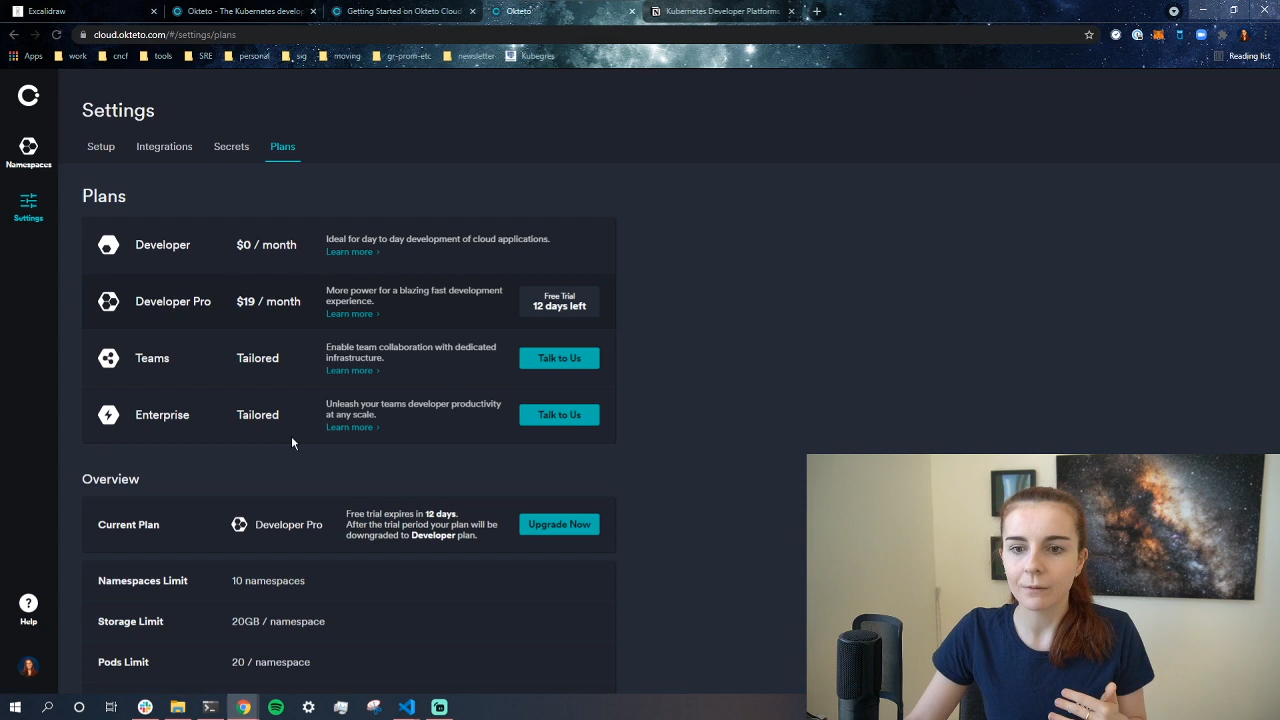 Excalidraw
Okteto - The Kubernetes develop
Getting Started on Okteto Cloud
Okteto
Kubernetes Developer Platforms
cloud.okteto.com/#/settings/plans
Apps
work
cncf
tools
SRE
personal
sig
moving
gr-prom-etc
newsletter
Kubegres
Reading list
Namespaces
Settings
Help
Settings
Setup
Integrations
Secrets
Plans
Plans
Developer
$0 / month
Ideal for day to day development of cloud applications.
Learn more ›
Developer Pro
$19 / month
More power for a blazing fast development
experience.
Learn more ›
Free Trial
12 days left
Teams
Tailored
Enable team collaboration with dedicated
infrastructure.
Learn more ›
Talk to Us
Enterprise
Tailored
Unleash your teams developer productivity
at any scale.
Learn more ›
Talk to Us
Overview
Current Plan
Developer Pro
Free trial expires in 12 days.
After the trial period your plan will be
downgraded to Developer plan.
Upgrade Now
Namespaces Limit
10 namespaces
Storage Limit
20GB / namespace
Pods Limit
20 / namespace